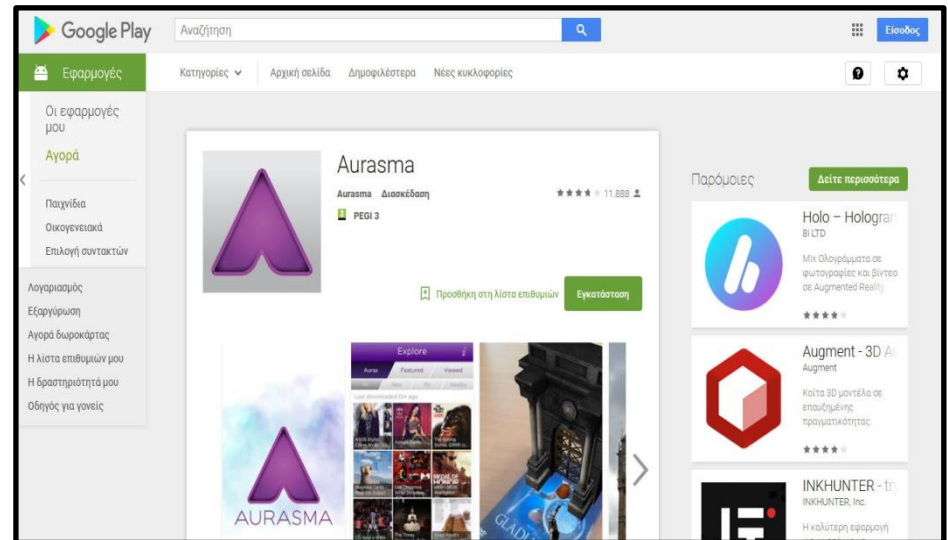 Google Play
Αναζήτηση
Είσοδος
Εφαρμογές
Κατηγορίες
Αρχική σελίδα
Δημοφιλέστερα
Νέες κυκλοφορίες
Οι εφαρμογές
μου
Αγορά
Παιχνίδια
Οικογενειακά
Επιλογή συντακτών
Λογαριασμός
Εξαργύρωση
Αγορά δωροκάρτας
Η λίστα επιθυμιών μου
Η δραστηριότητά μου
Οδηγός για γονείς
Aurasma
Aurasma Διασκέδαση
11.888
PEGI 3
Προσθήκη στη λίστα επιθυμιών
Εγκατάσταση
AURASMA
Explore
Auras Featured Viewed
Παρόμοιες
Δείτε περισσότερα
Holo – Hologram
8i LTD
Μιx Ολογράμματα σε
φωτογραφίες και βίντεο
σε Augmented Reality
Augment - 3D A
Augment
Κοίτα 3D μοντέλα σε
επαυξημένης
πραγματικότητας
INKHUNTER - tr
INKHUNTER, Inc.
Η καλύτερη εφαρμογή